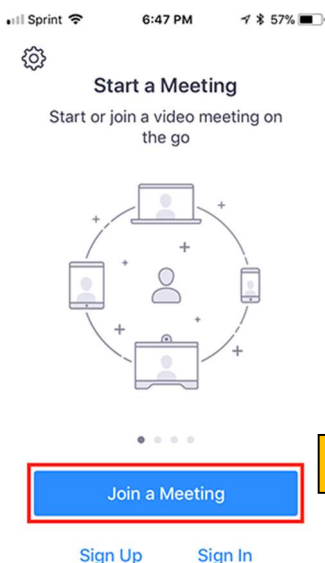 Sprint 6:47 PM 57%
Start a Meeting
Start or join a video meeting on
the go
Join a Meeting
Sign Up Sign In